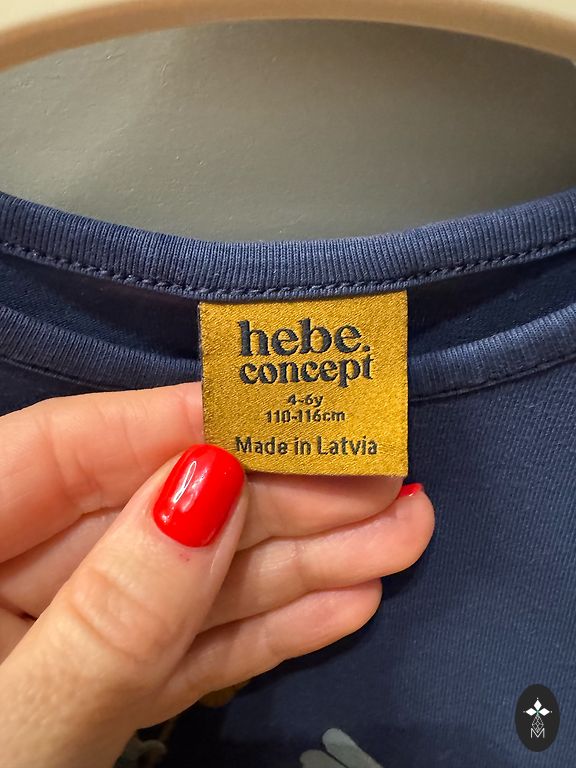 hebe.
concept
4-6y
110-116cm
Made in Latvia
M